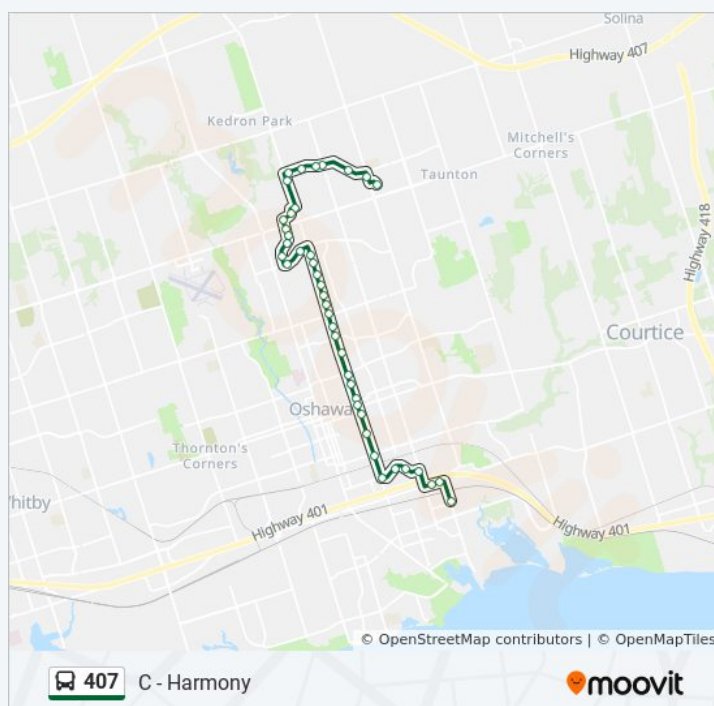 Solina
Highway 407
Kedron Park
Mitchell's
Corners
Taunton
Highway 418
Courtice
Oshawa
Thornton's
Corners
Whitby
Highway 401
Highway 401
© OpenStreetMap contributors | © OpenMapTiles
407 C - Harmony
moovit